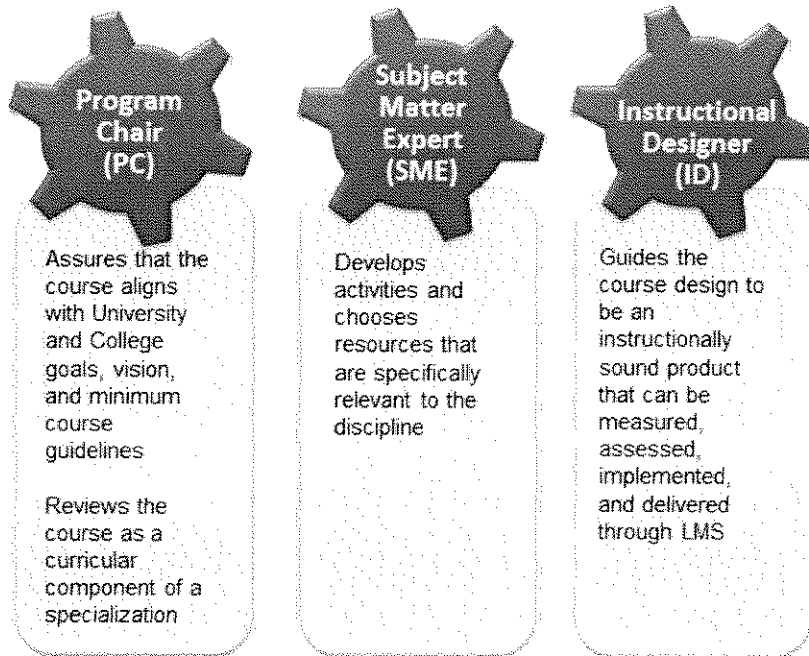 Program
Chair
(PC)
Assures that the
course aligns
with University
and College
goals, vision,
and minimum
course
guidelines
Reviews the
course as a
curricular
component of a
specialization
Subject
Matter
Expert
(SME)
Develops
activities and
chooses
resources that
are specifically
relevant to the
discipline
Instructional
Designer
(ID)
Guides the
course design to
be an
instructionally
sound product
that can be
measured,
assessed,
implemented,
and delivered
through LMS